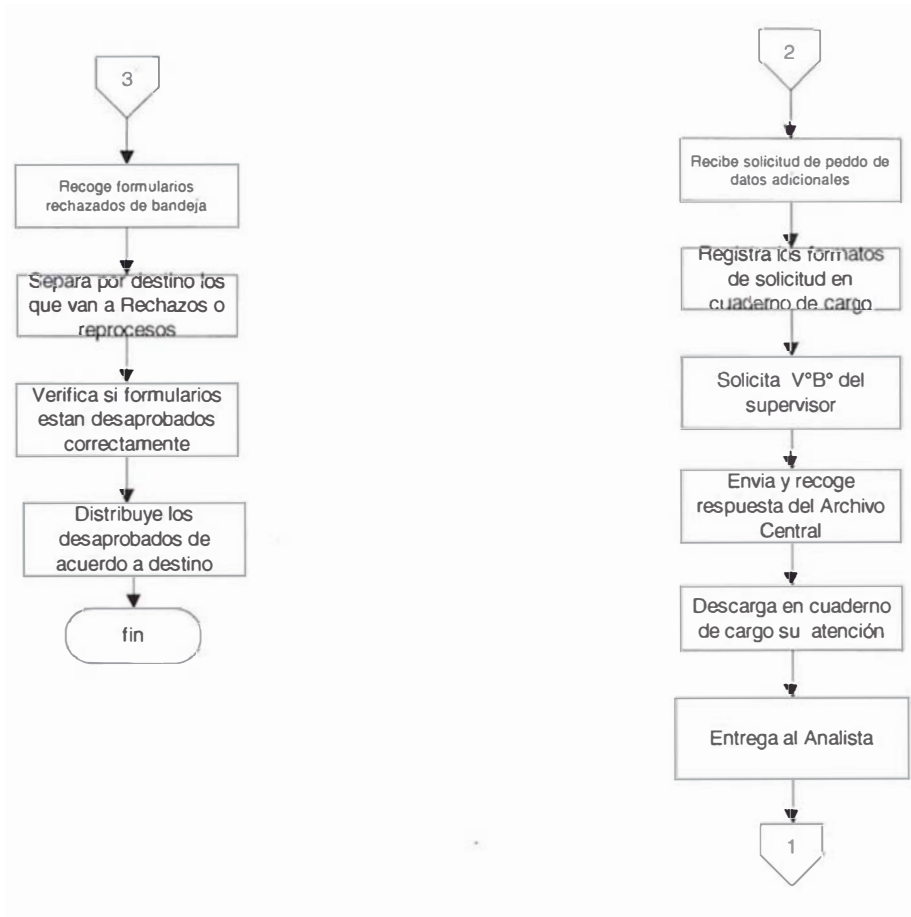 3
Recoge formularios
rechazados de bandeja
Separa por destino los
que van a Rechazos o
reprocesos
Verifica si formularios
estan desaprobados
correctamente
Distribuye los
desaprobados de
acuerdo a destino
fin
2
Recibe solicitud de peddo de
datos adicionales
Registra los formatos
de solicitud en
cuaderno de cargo
Solicita V°B° del
supervisor
Envia y recoge
respuesta del Archivo
Central
Descarga en cuaderno
de cargo su atención
Entrega al Analista
1